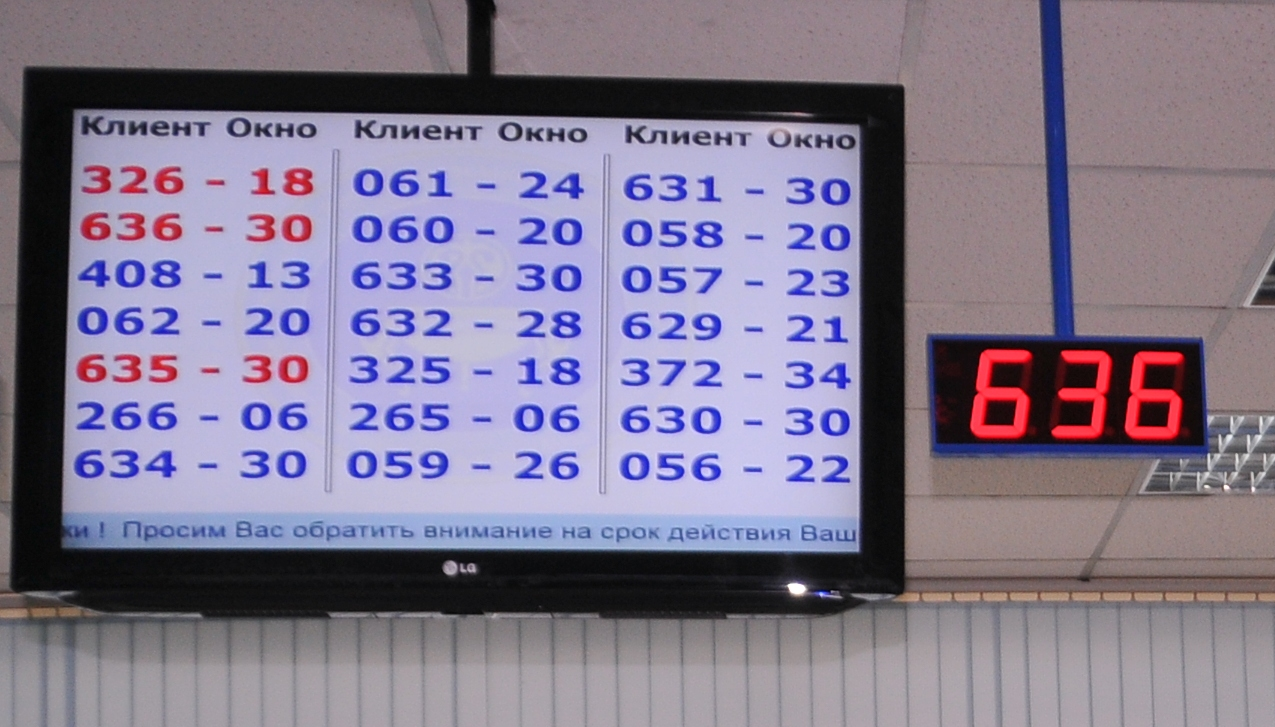 Клиент Окно Клиент Окно Клиент Окно
326 - 18 061 - 24 631 - 30
636 - 30 060 - 20 058 - 20
408 - 13 633 - 30 057 - 23
062 - 20 632 - 28 629 - 21
635 - 30 325 - 18 372 - 34
266 - 06 265 - 06 630 - 30
634 - 30 059 - 26 056 - 22
ки ! Просим Вас обратить внимание на срок действия Ваш
LG
636